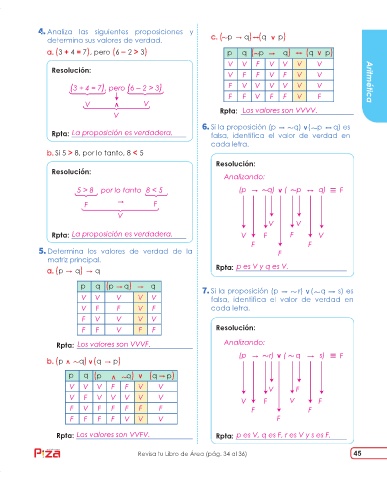 4. Analiza las siguientes proposiciones y
determina sus valores de verdad.
a. (3 + 4 = 7), pero (6 – 2 > 3)
Resolución:
(3 + 4 = 7), pero (6 – 2 > 3)
V ∧ V
V
Rpta: La proposición es verdadera.
b. Si 5 > 8, por lo tanto, 8 < 5
Resolución:
5 > 8 por lo tanto 8 < 5
F → F
V
Rpta: La proposición es verdadera.
5. Determina los valores de verdad de la
matriz principal.
a. (p → q) → q
p q (p → q) → q
V V V V V
V F F V F
F V V V V
F F V F F
Rpta: Los valores son VVVF.
b. (p ∧ ~q) ∨ (q → p)
p q (p ∧ ~q) ∨ (q → p)
V V V F F V V
V F V V V V V
F V F F F F F
F F F F V V V
Rpta: Los valores son VVFV.
c. (~p → q) ↔ (q ∨ p)
p q (~p → q) ↔ (q ∨ p)
V V F V V V V
V F F V F V V
F V V V V V V
F F V F F V F
Rpta: Los valores son VVVV.
6. Si la proposición (p → ~q) ∨ (~p ↔ q) es
falsa, identifica el valor de verdad en
cada letra.
Resolución:
Analizando:
(p → ~q) ∨ ( ~p ↔ q) ≡ F
V V
V F F V
F F
F
Rpta: p es V y q es V.
7. Si la proposición (p → ~r) ∨ (~q → s) es
falsa, identifica el valor de verdad en
cada letra.
Resolución:
Analizando:
(p → ~r) ∨ ( ~q → s) ≡ F
V F
V F V F
F F
F
Rpta: p es V, q es F, r es V y s es F.
Aritmética
Pizza
Revisa tu Libro de Área (pág. 34 al 36)
45